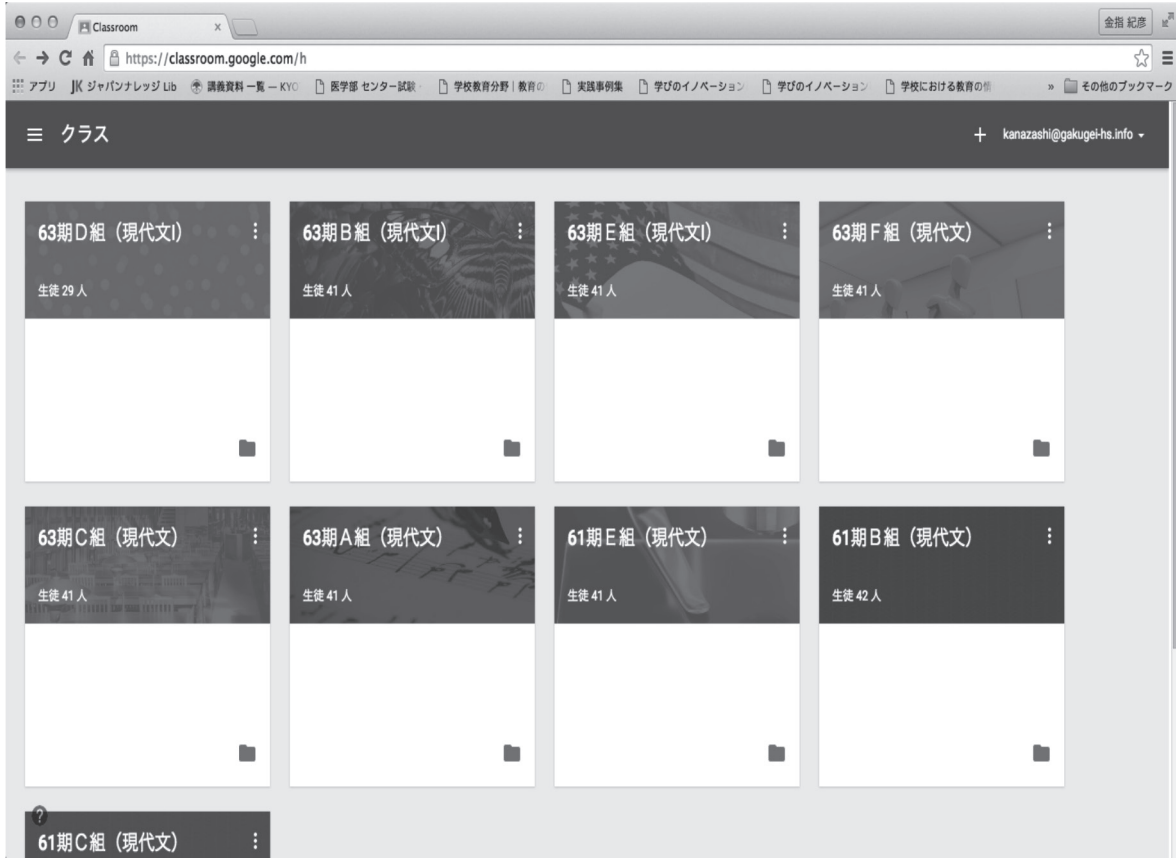 Classroom
金指 紀彦
https://classroom.google.com/h
アプリ JK ジャパンナレッジ Lib 講義資料 一覧 — KYO 医学部 センター試験 学校教育分野｜教育の 実践事例集 学びのイノベーション 学びのイノベーション 学校における教育の情 » その他のブックマーク
クラス
+ kanazashi@gakugei-hs.info
63期D組（現代文I） 63期B組（現代文I） 63期E組（現代文I） 63期F組（現代文）
生徒 29 人 生徒 41 人 生徒 41 人 生徒 41 人
63期C組（現代文） 63期A組（現代文） 61期E組（現代文） 61期B組（現代文）
生徒 41 人 生徒 41 人 生徒 41 人 生徒 42 人
?
61期C組（現代文）